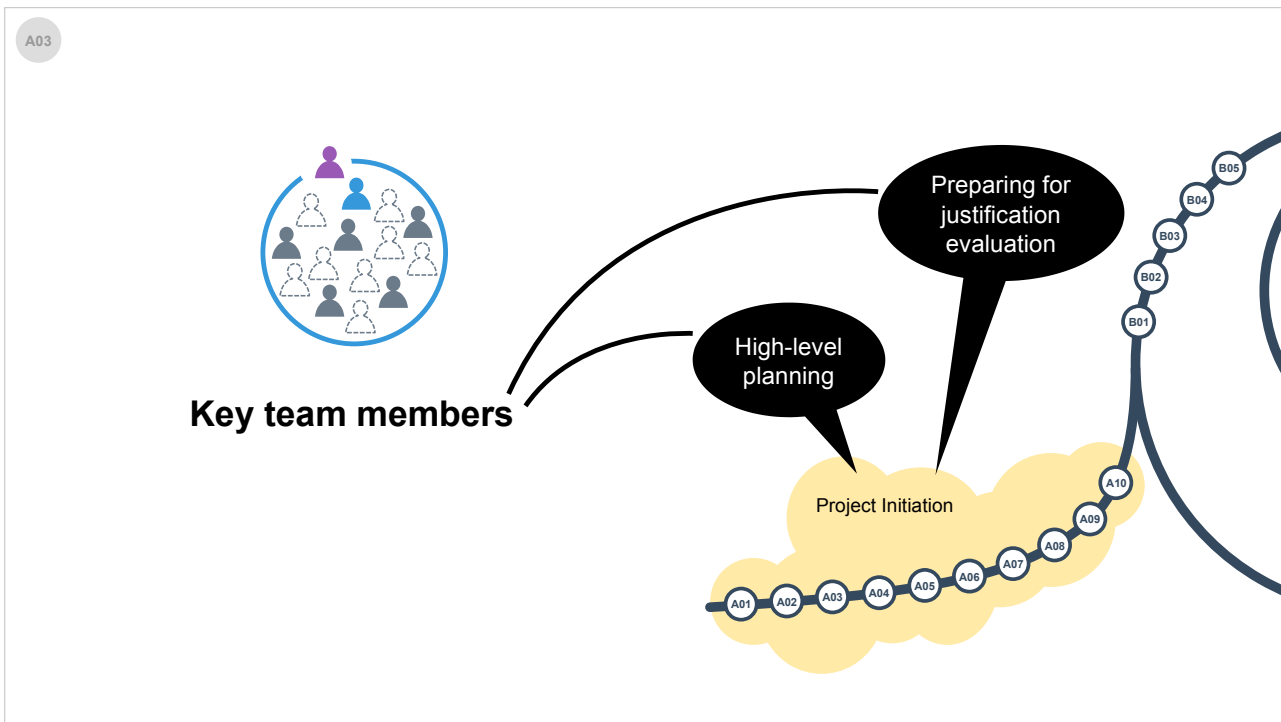 A03
Key team members
High-level
planning
Preparing for
justification
evaluation
Project Initiation
A01
A02
A03
A04
A05
A06
A07
A08
A09
A10
B01
B02
B03
B04
B05